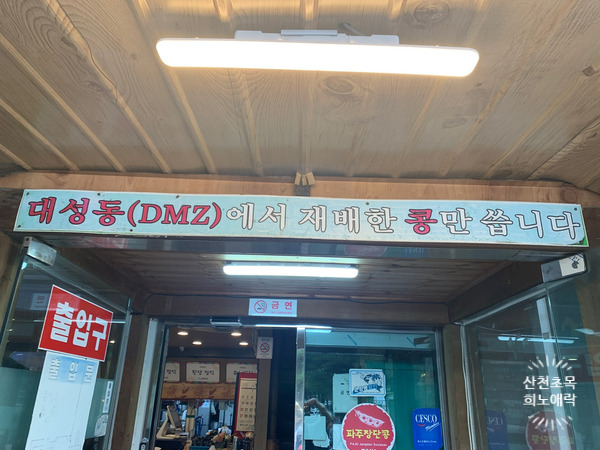 대성동(DMZ)에서 재배한 콩만 씁니다
금연
출입구
출입문
파주장단콩
CESCO
CESCO
산천초목
희노애락